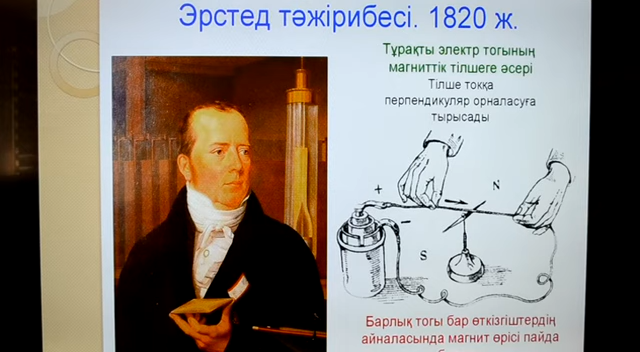 Эрстед тәжірибесі. 1820 ж.
Тұрақты электр тогының
магниттік тілшеге әсері
Тілше токқа
перпендикуляр орналасуға
тырысады
+
N
−
S
Барлық тогы бар өткізгіштердің
айналасында магнит өрісі пайда